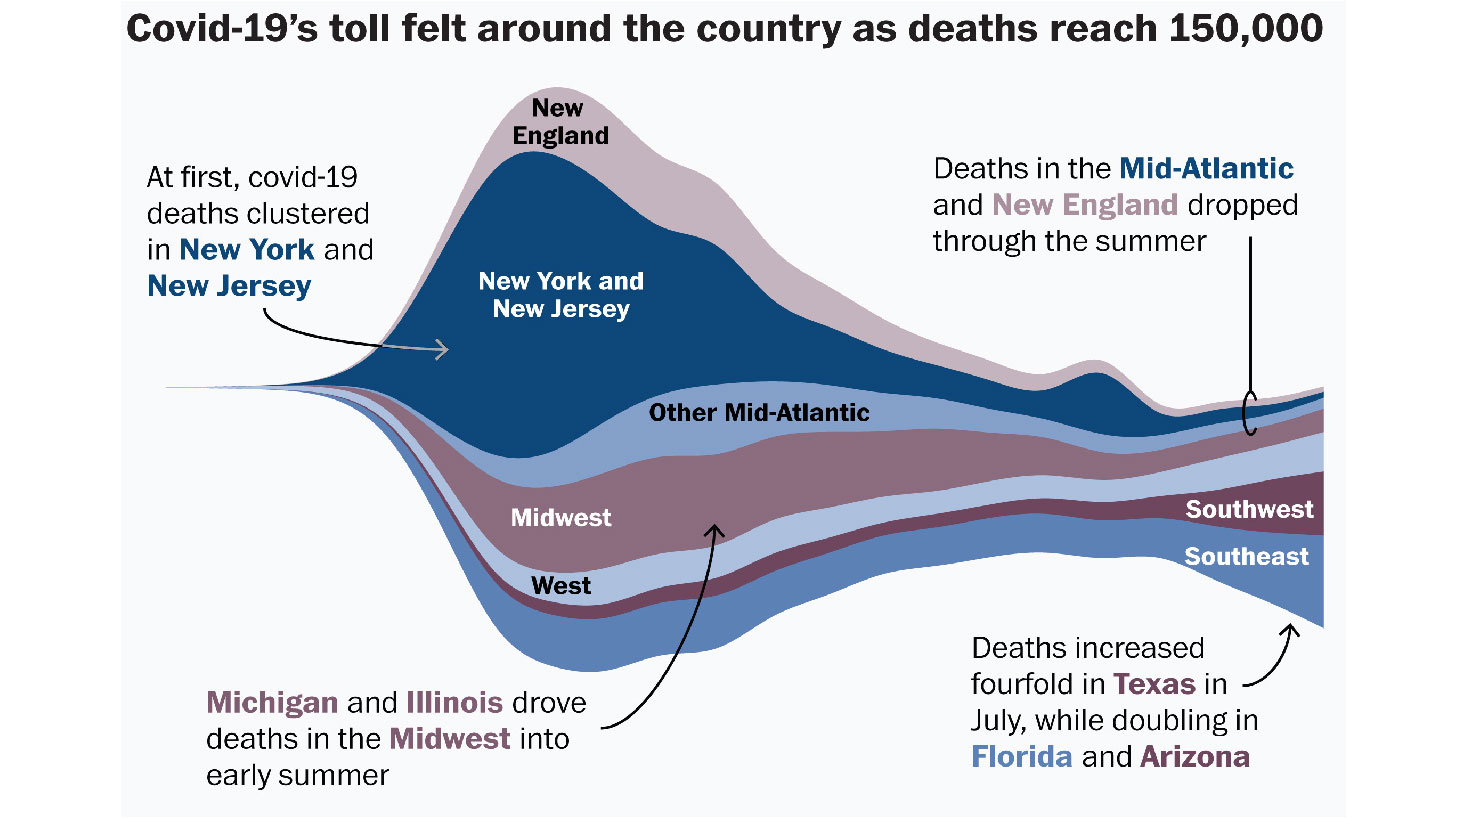 Covid-19’s toll felt around the country as deaths reach 150,000
New
England
At first, covid-19
deaths clustered
in New York and
New Jersey
Deaths in the Mid-Atlantic
and New England dropped
through the summer
New York and
New Jersey
Other Mid-Atlantic
Midwest
West
Southwest
Southeast
Michigan and Illinois drove
deaths in the Midwest into
early summer
Deaths increased
fourfold in Texas in
July, while doubling in
Florida and Arizona